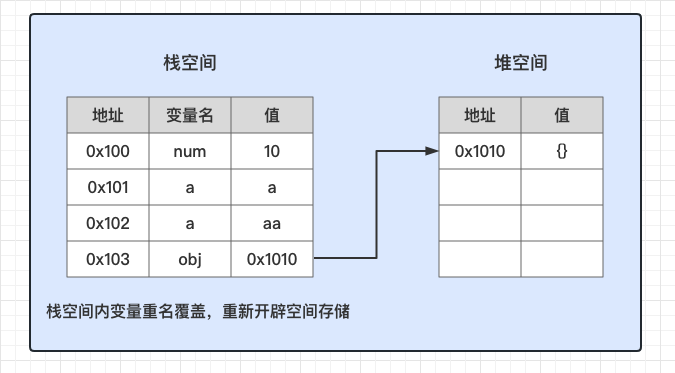 栈空间 堆空间
地址 变量名 值 地址 值
0x100 num 10 0x1010 {}
0x101 a a
0x102 a aa
0x103 obj 0x1010
栈空间内变量重名覆盖，重新开辟空间存储